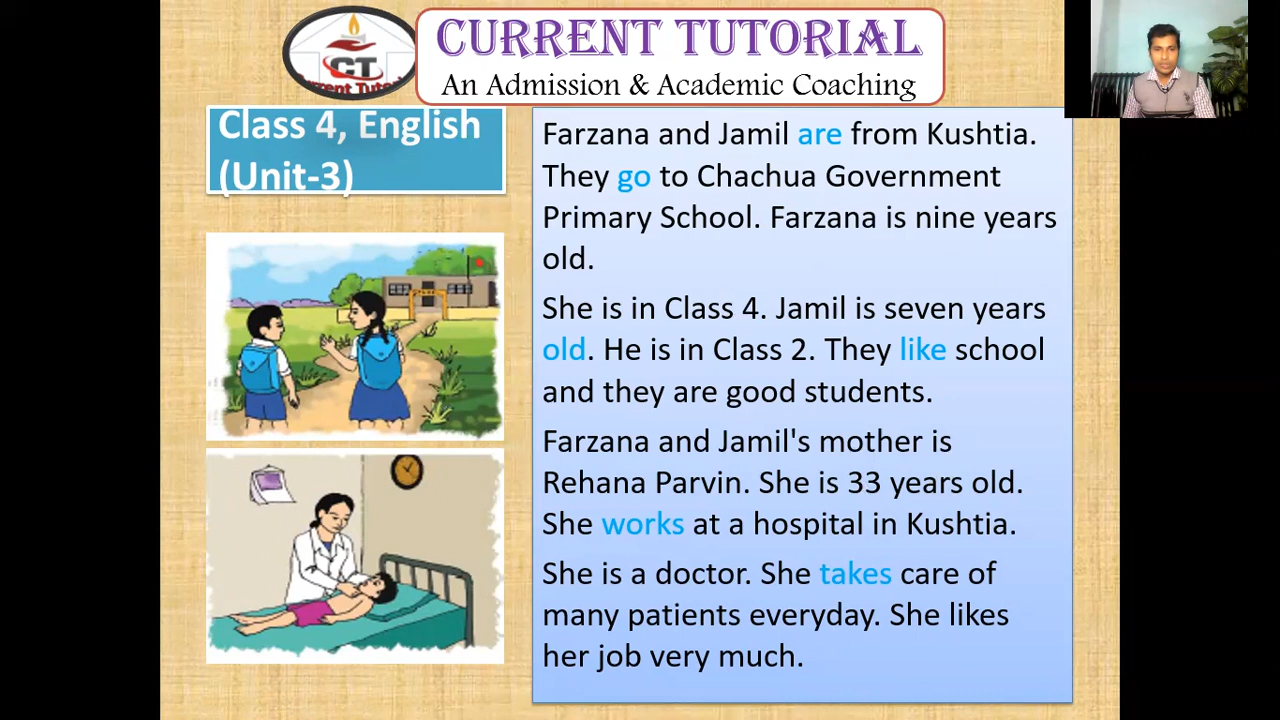 CURRENT TUTORIAL
An Admission & Academic Coaching
CT
Current Tuto
Class 4, English
(Unit-3)
Farzana and Jamil are from Kushtia.
They go to Chachua Government
Primary School. Farzana is nine years
old.
She is in Class 4. Jamil is seven years
old. He is in Class 2. They like school
and they are good students.
Farzana and Jamil's mother is
Rehana Parvin. She is 33 years old.
She works at a hospital in Kushtia.
She is a doctor. She takes care of
many patients everyday. She likes
her job very much.